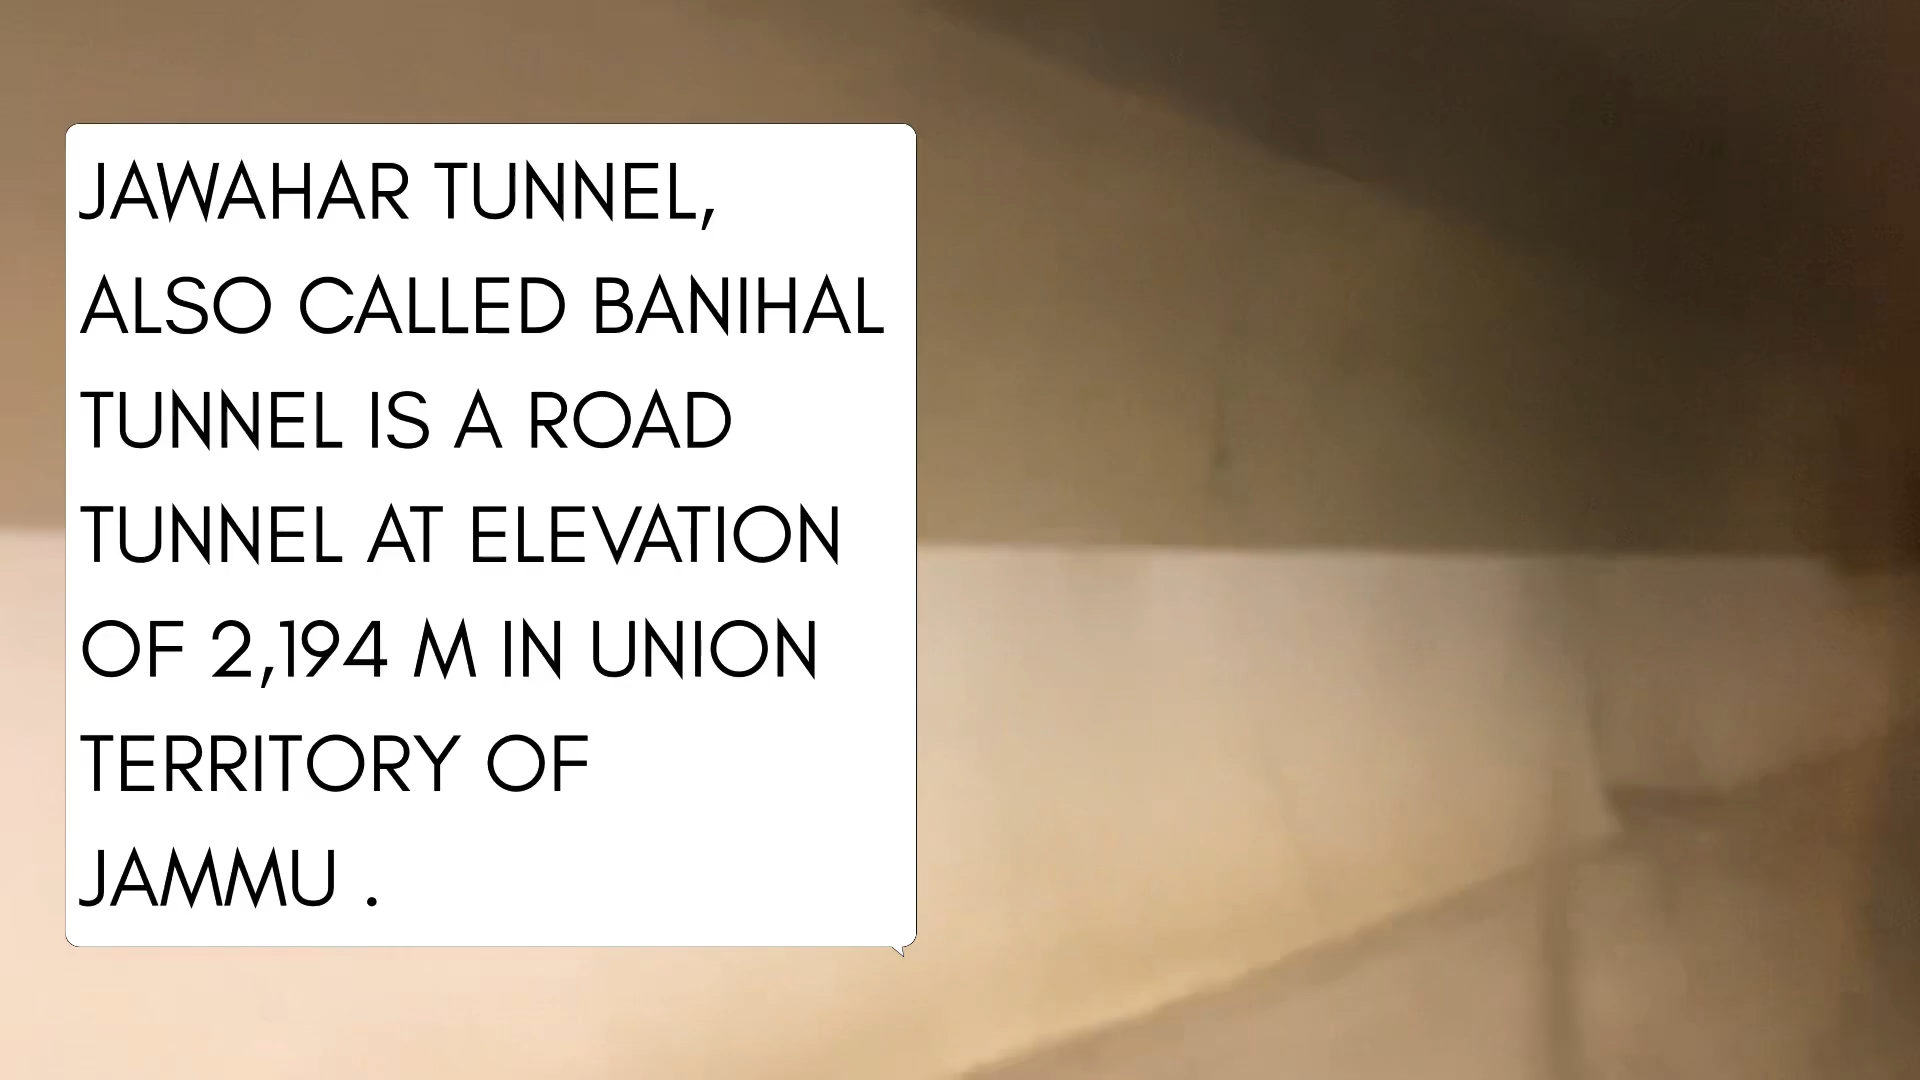 JAWAHAR TUNNEL,
ALSO CALLED BANIHAL
TUNNEL IS A ROAD
TUNNEL AT ELEVATION
OF 2,194 M IN UNION
TERRITORY OF
JAMMU .